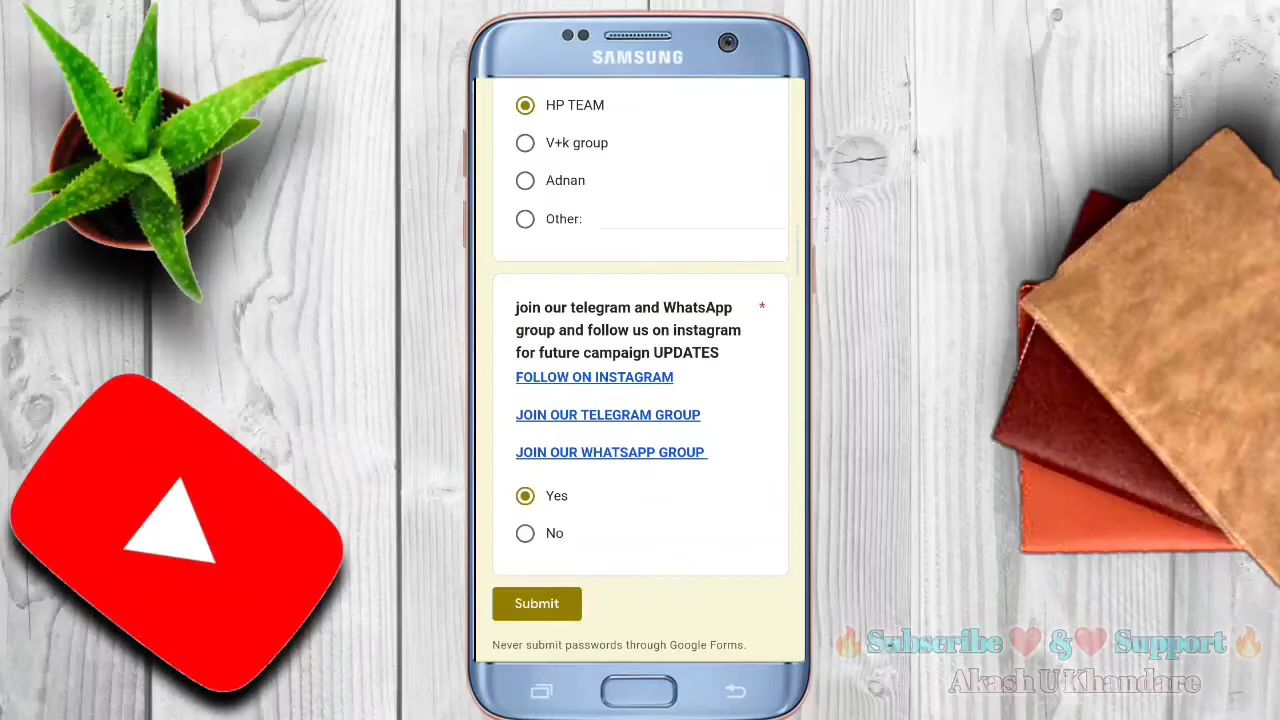 SAMSUNG
HP TEAM
V+k group
Adnan
Other:
join our telegram and WhatsApp *
group and follow us on instagram
for future campaign UPDATES
FOLLOW ON INSTAGRAM
JOIN OUR TELEGRAM GROUP
JOIN OUR WHATSAPP GROUP
Yes
No
Submit
Never submit passwords through Google Forms.
🔥Subscribe ❤️ &❤️ Support 🔥
Akash U Khandare